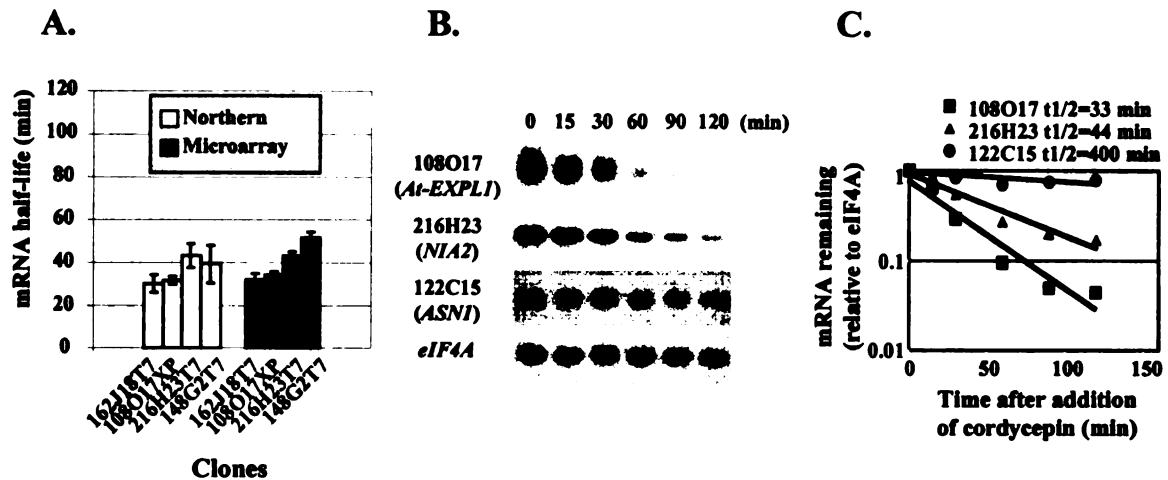 A.
mRNA half-life (min)
120
100
80
60
40
20
0
Northern
Microarray
162J18T7
108O17XP
216H23T7
148G2T7
162J18T7
108O17XP
216H23T7
148G2T7
Clones
B.
0 15 30 60 90 120 (min)
108O17
(At-EXPL1)
216H23
(NIA2)
122C15
(ASN1)
eIF4A
C.
108O17 t1/2=33 min
216H23 t1/2=44 min
122C15 t1/2=400 min
mRNA remaining
(relative to eIF4A)
1
0.1
0.01
0 50 100 150
Time after addition
of cordycepin (min)